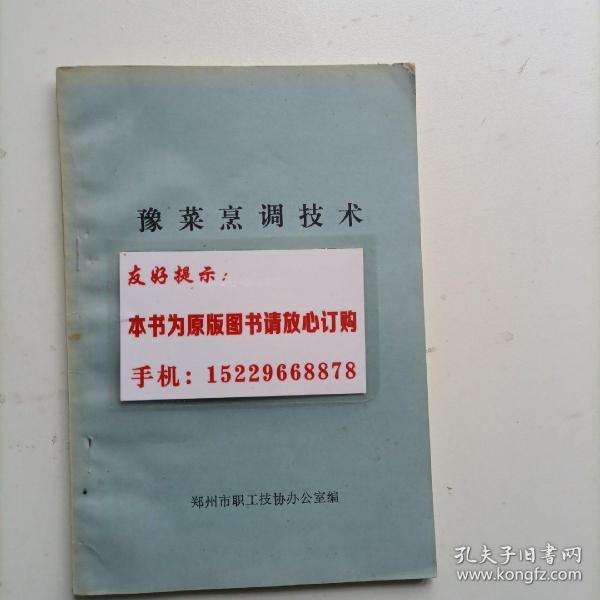 豫菜烹调技术
友好提示：
本书为原版图书请放心订购
手机：15229668878
郑州市职工技协办公室编
孔夫子旧书网
www.kongfz.com